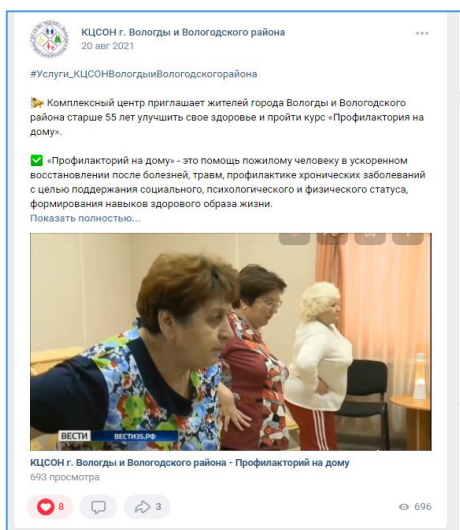 КЦСОН г. Вологды и Вологодского района
20 авг 2021
#Услуги_КЦСОНВологдыиВологодскогорайона
Комплексный центр приглашает жителей города Вологды и Вологодского
района старше 55 лет улучшить свое здоровье и пройти курс «Профилактория на
дому».
«Профилакторий на дому» - это помощь пожилому человеку в ускоренном
восстановлении после болезней, травм, профилактике хронических заболеваний
с целью поддержания социального, психологического и физического статуса,
формирования навыков здорового образа жизни.
Показать полностью...
ВЕСТИ ВЕСТИ35.РФ
КЦСОН г. Вологды и Вологодского района - Профилакторий на дому
693 просмотра
8 3 696